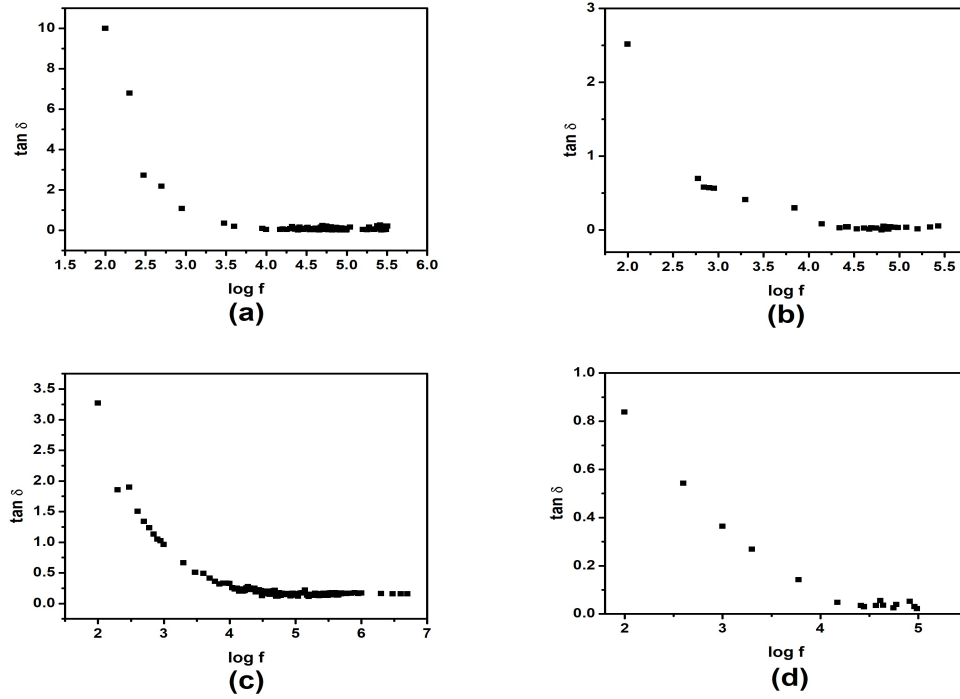 10
8
6
4
2
0
tan δ
1.5 2.0 2.5 3.0 3.5 4.0 4.5 5.0 5.5 6.0
log f
(a)
3
2
1
0
tan δ
2.0 2.5 3.0 3.5 4.0 4.5 5.0 5.5
log f
(b)
3.5
3.0
2.5
2.0
1.5
1.0
0.5
0.0
tan δ
2 3 4 5 6 7
log f
(c)
1.0
0.8
0.6
0.4
0.2
0.0
tan δ
2 3 4 5
log f
(d)